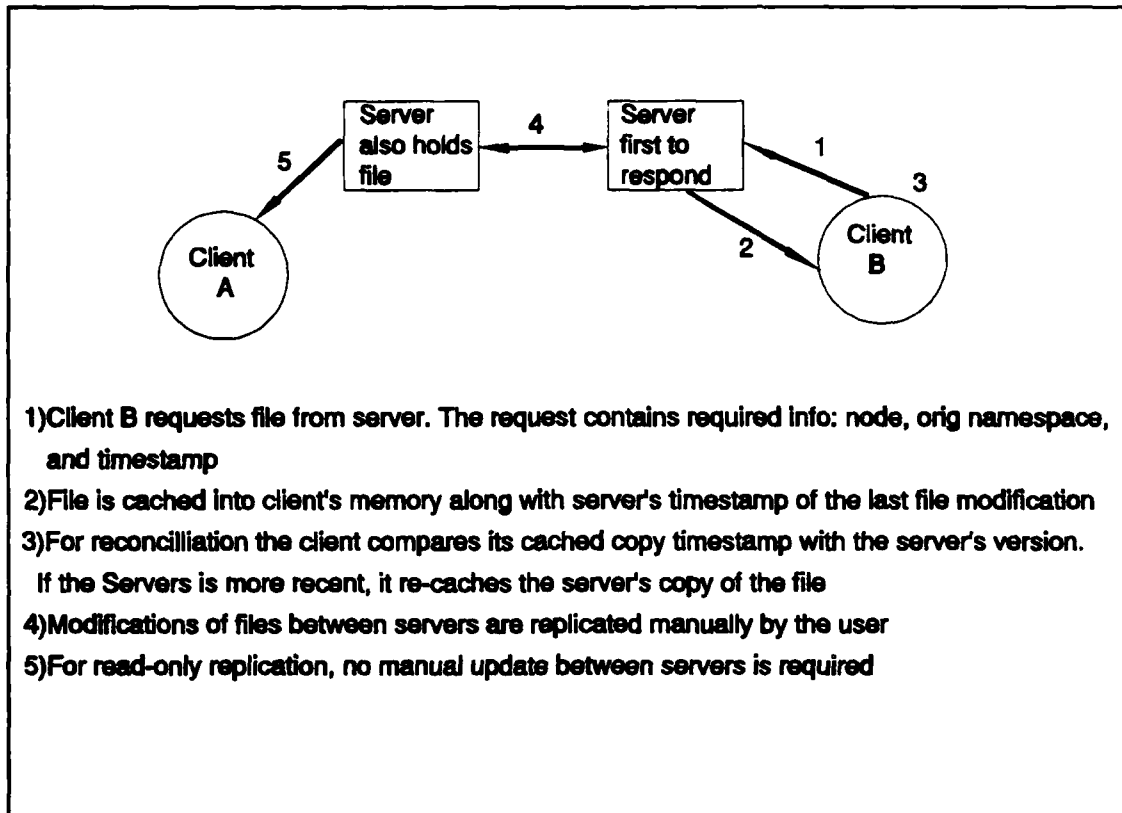 Server
also holds
file
4
Server
first to
respond
1
3
5
2
Client
A
Client
B
1)Client B requests file from server. The request contains required info: node, orig namespace,
and timestamp
2)File is cached into client's memory along with server's timestamp of the last file modification
3)For reconcilliation the client compares its cached copy timestamp with the server's version.
If the Servers is more recent, it re-caches the server's copy of the file
4)Modifications of files between servers are replicated manually by the user
5)For read-only replication, no manual update between servers is required